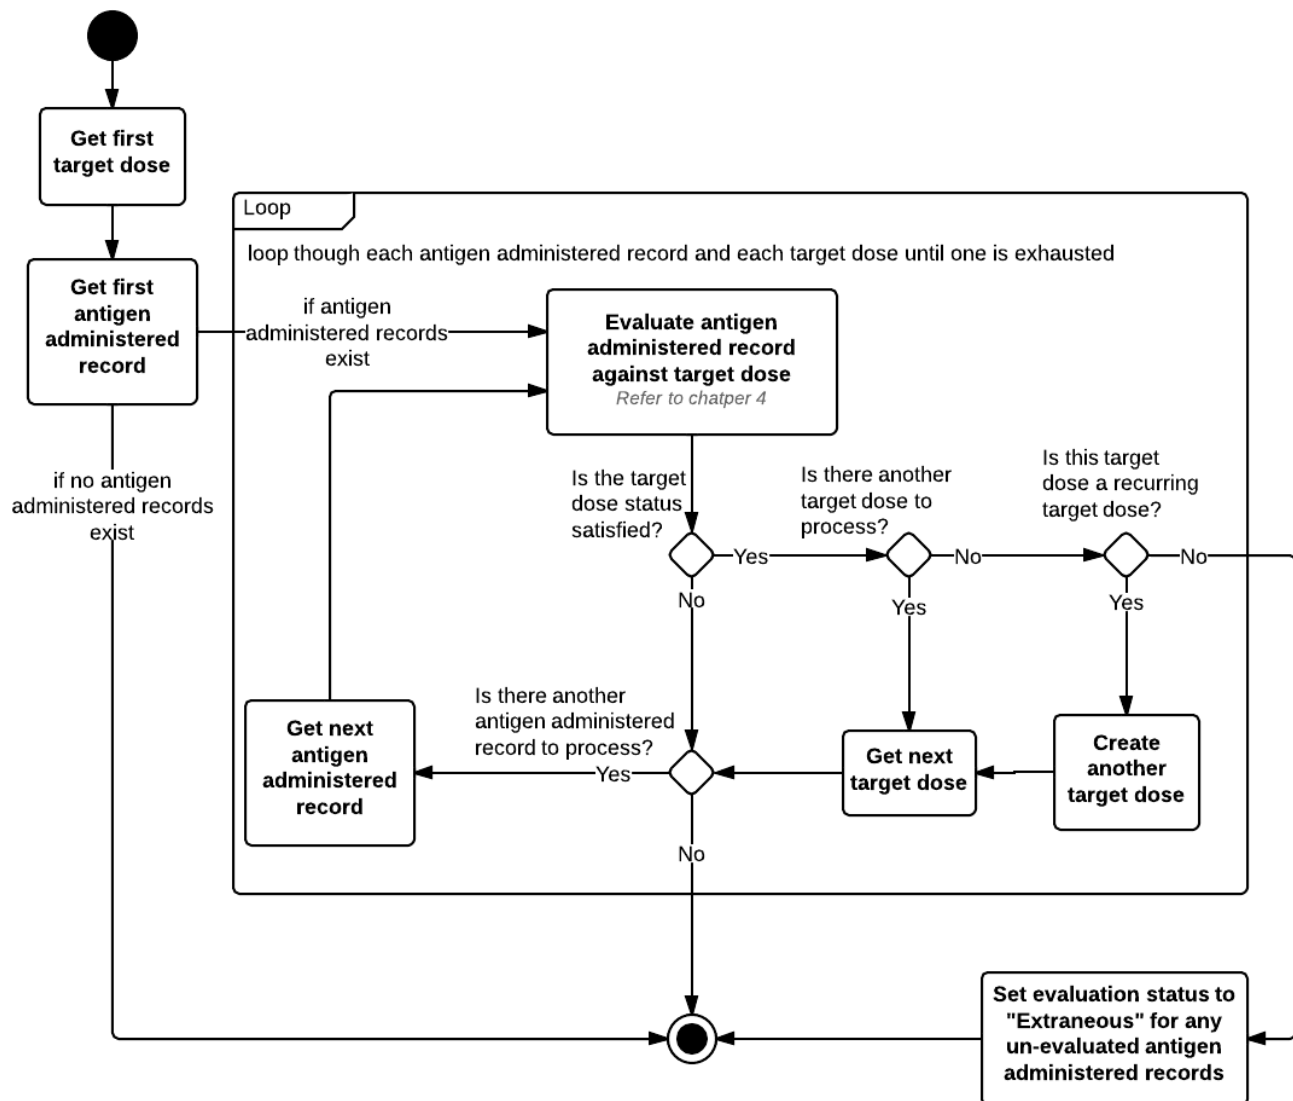 Get first
target dose
Loop
loop though each antigen administered record and each target dose until one is exhausted
Get first
antigen
administered
record
if antigen
administered records
exist
Evaluate antigen
administered record
against target dose
Refer to chatper 4
if no antigen
administered records
exist
Is the target
dose status
satisfied?
Is there another
target dose to
process?
Is this target
dose a recurring
target dose?
Yes
No
No
No
Yes
Yes
Is there another
antigen administered
record to process?
Yes
Get next
antigen
administered
record
Get next
target dose
Create
another
target dose
No
Set evaluation status to
"Extraneous" for any
un-evaluated antigen
administered records